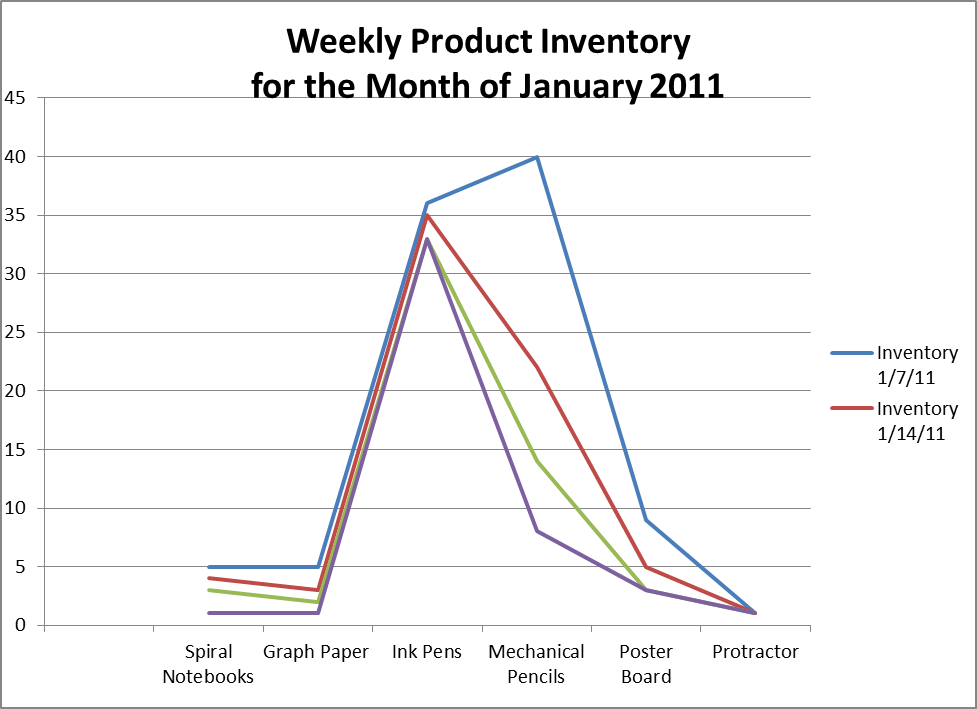 Weekly Product Inventory
for the Month of January 2011
45
40
35
30
25
20
15
10
5
0
Spiral Notebooks
Graph Paper
Ink Pens
Mechanical Pencils
Poster Board
Protractor
Inventory
1/7/11
Inventory
1/14/11